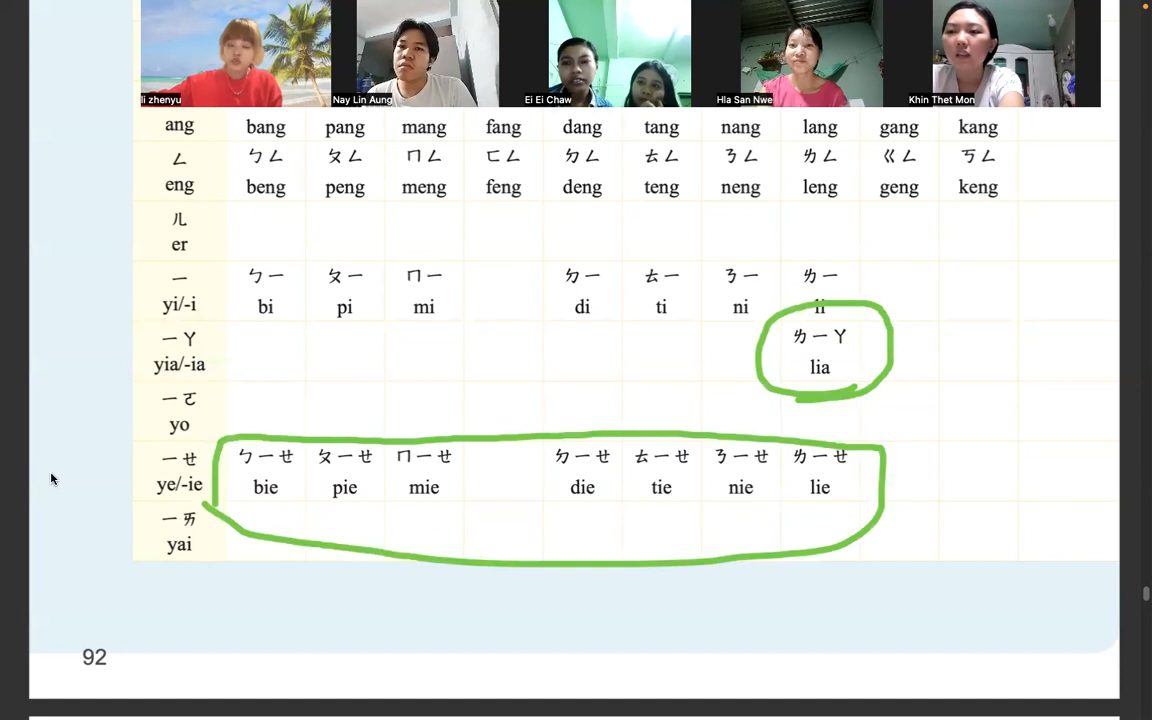 li zhenyu Nay Lin Aung Ei Ei Chaw Hla San Nwe Khin Thet Mon
ang bang pang mang fang dang tang nang lang gang kang
ㄥ ㄅㄥ ㄆㄥ ㄇㄥ ㄈㄥ ㄉㄥ ㄊㄥ ㄋㄥ ㄌㄥ ㄍㄥ ㄎㄥ
eng beng peng meng feng deng teng neng leng geng keng
ㄦ
er
ㄧ ㄅㄧ ㄆㄧ ㄇㄧ ㄉㄧ ㄊㄧ ㄋㄧ ㄌㄧ
yi/-i bi pi mi di ti ni li
ㄧㄚ ㄌㄧㄚ
yia/-ia lia
ㄧㄛ
yo
ㄧㄝ ㄅㄧㄝ ㄆㄧㄝ ㄇㄧㄝ ㄉㄧㄝ ㄊㄧㄝ ㄋㄧㄝ ㄌㄧㄝ
ye/-ie bie pie mie die tie nie lie
ㄧㄞ
yai
92